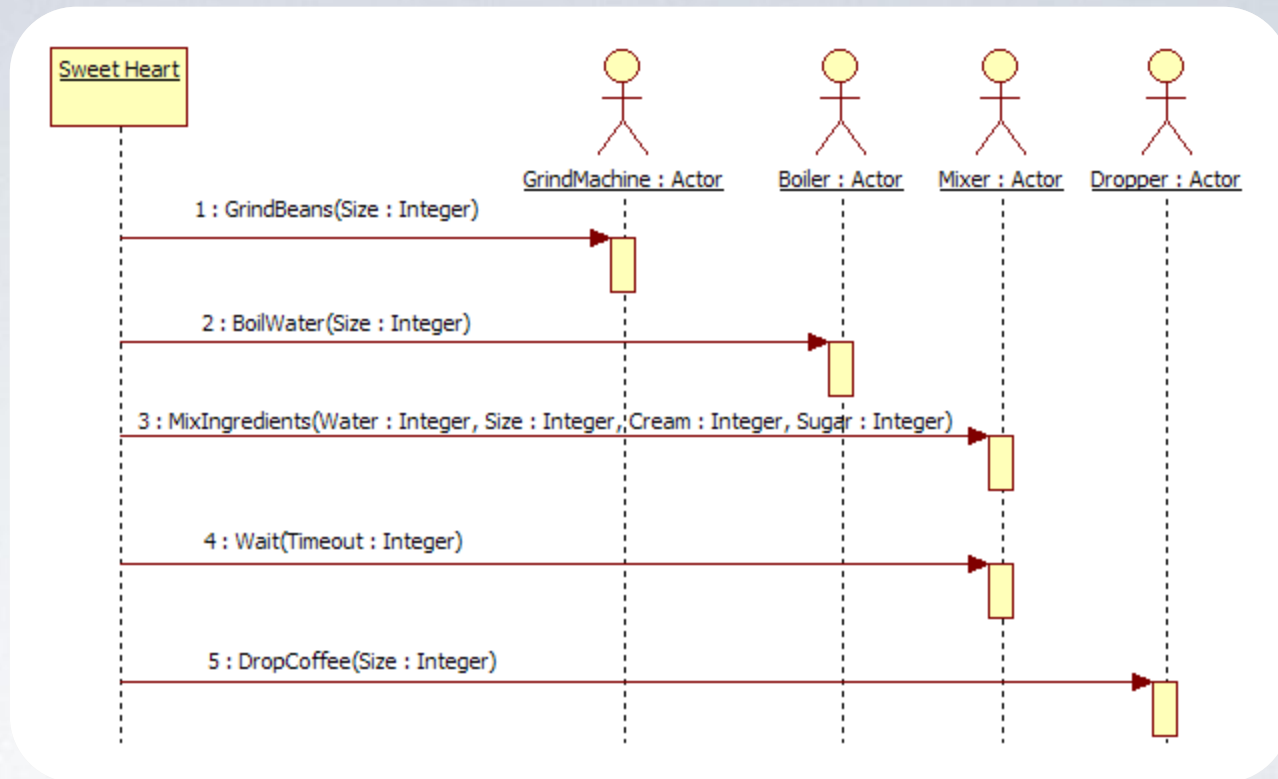 Sweet Heart
GrindMachine : Actor
Boiler : Actor
Mixer : Actor
Dropper : Actor
1 : GrindBeans(Size : Integer)
2 : BoilWater(Size : Integer)
3 : MixIngredients(Water : Integer, Size : Integer, Cream : Integer, Sugar : Integer)
4 : Wait(Timeout : Integer)
5 : DropCoffee(Size : Integer)